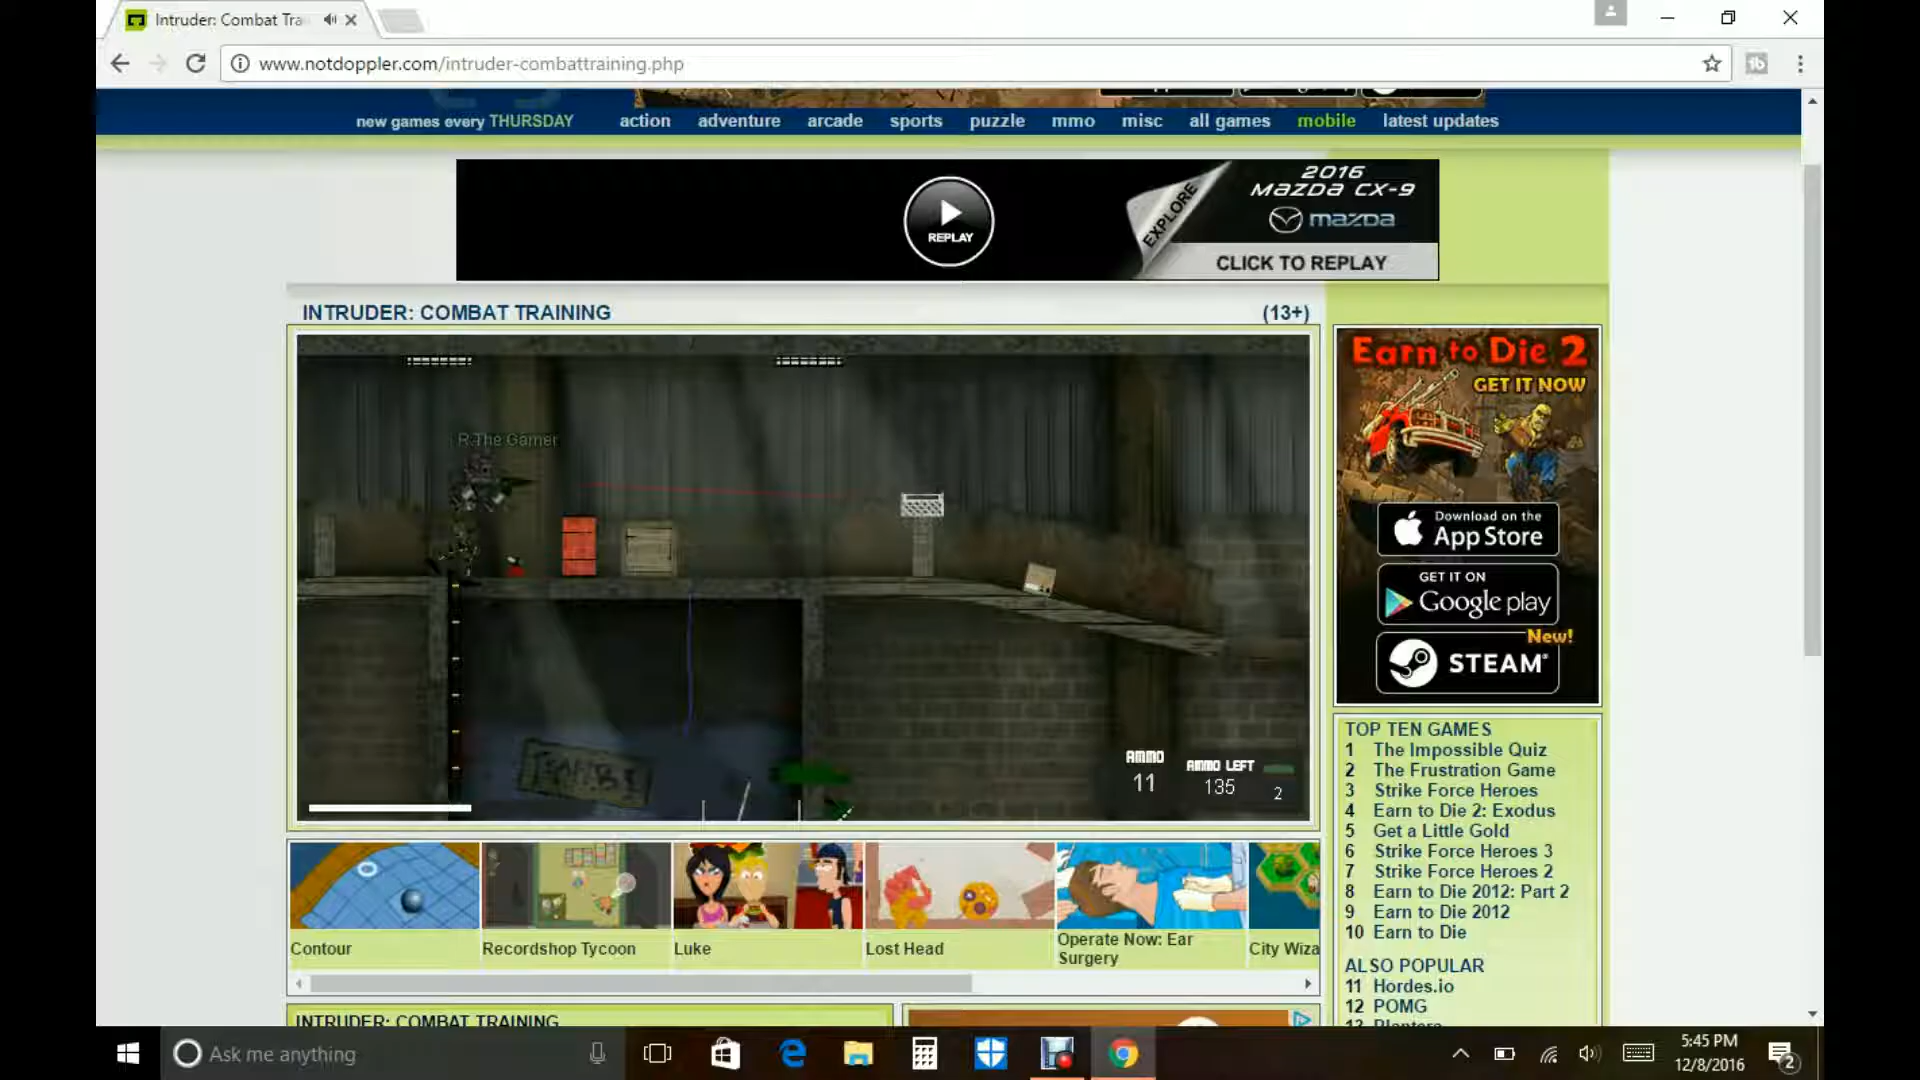 Intruder: Combat Tra
www.notdoppler.com/intruder-combattraining.php
new games every THURSDAY
action adventure arcade sports puzzle mmo misc all games mobile latest updates
REPLAY
EXPLORE
2016
mazda CX-9
mazda
CLICK TO REPLAY
INTRUDER: COMBAT TRAINING (13+)
R.The Gamer
AMMO
11
AMMO LEFT
135
2
Earn to Die 2
GET IT NOW
Download on the
App Store
GET IT ON
Google play
New!
STEAM
TOP TEN GAMES
1 The Impossible Quiz
2 The Frustration Game
3 Strike Force Heroes
4 Earn to Die 2: Exodus
5 Get a Little Gold
6 Strike Force Heroes 3
7 Strike Force Heroes 2
8 Earn to Die 2012: Part 2
9 Earn to Die 2012
10 Earn to Die
ALSO POPULAR
11 Hordes.io
12 POMG
Contour
Recordshop Tycoon
Luke
Lost Head
Operate Now: Ear
Surgery
City Wiza
INTRUDER: COMBAT TRAINING
Ask me anything
5:45 PM
12/8/2016
2